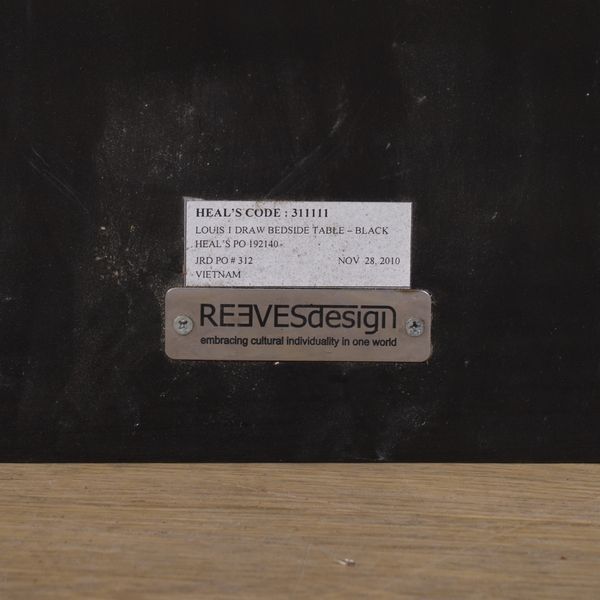 HEAL'S CODE : 311111
LOUIS I DRAW BEDSIDE TABLE – BLACK
HEAL'S PO 192140-
JRD PO # 312 NOV 28, 2010
VIETNAM
REEVESdesign
embracing cultural individuality in one world